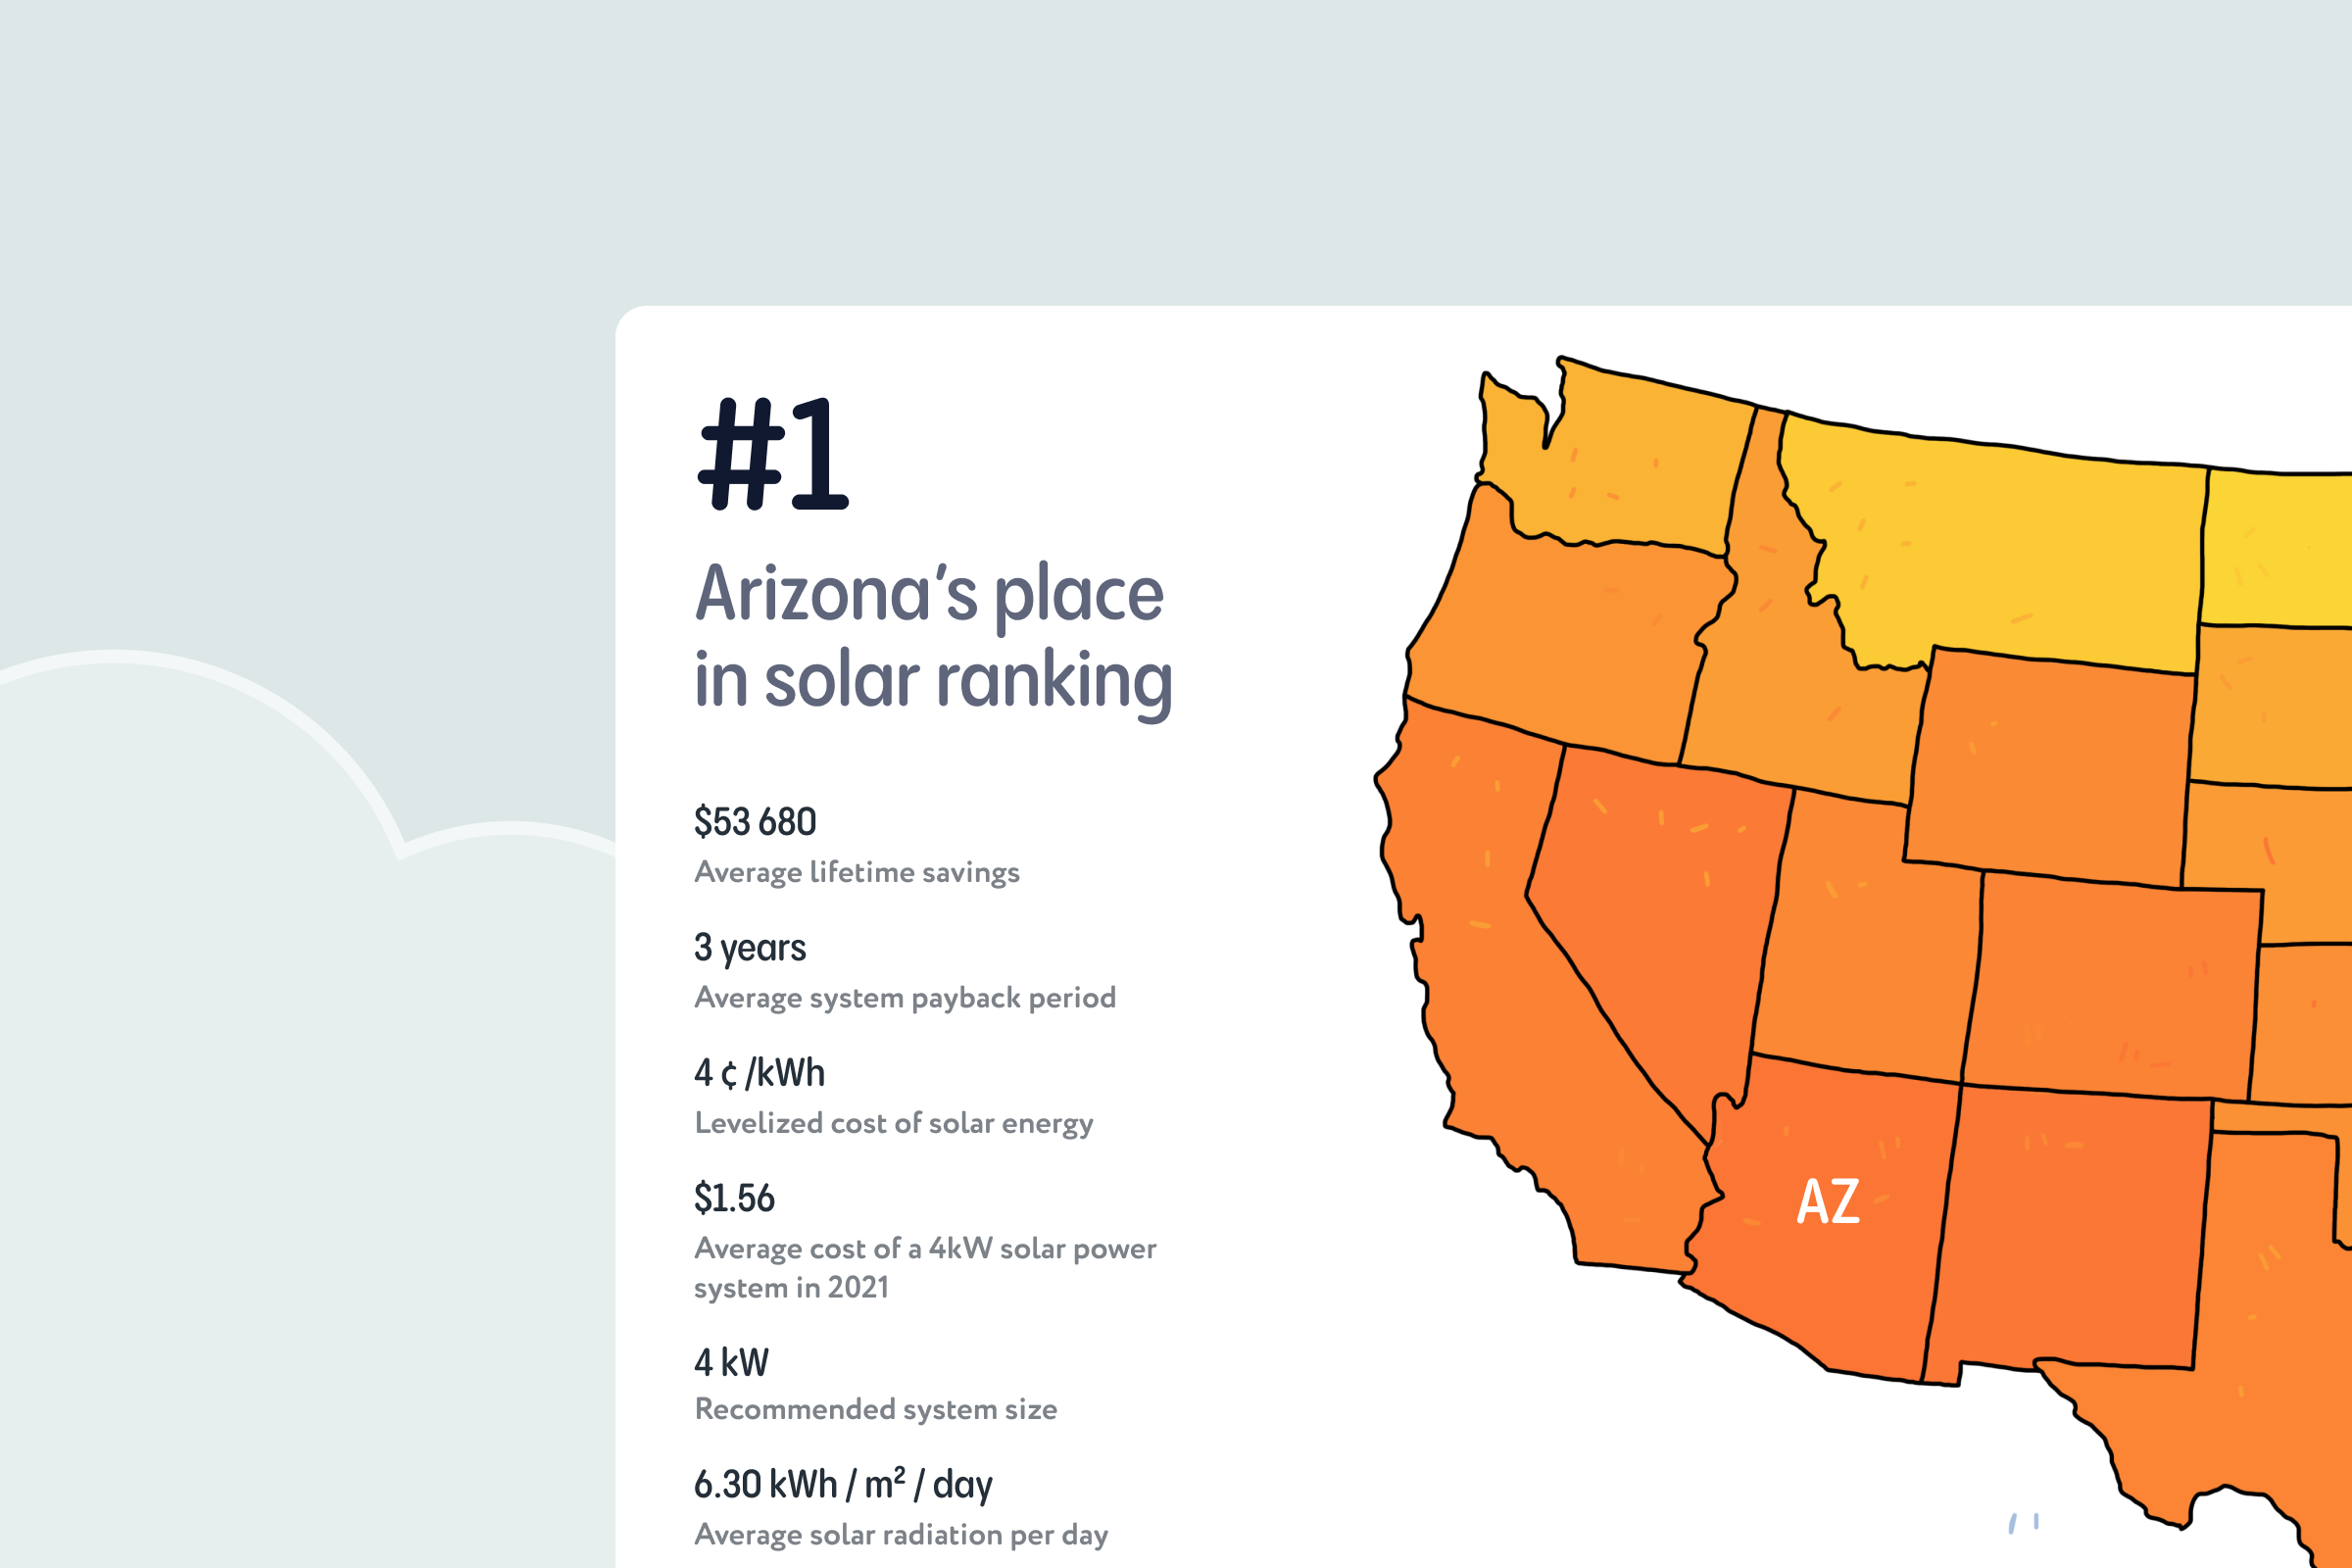 #1
Arizona's place
in solar ranking
$53 680
Average lifetime savings
3 years
Average system payback period
4 ¢ /kWh
Levelized cost of solar energy
$1.56
Average cost of a 4kW solar power
system in 2021
4 kW
Recommended system size
6.30 kWh / m² / day
Average solar radiation per day
AZ